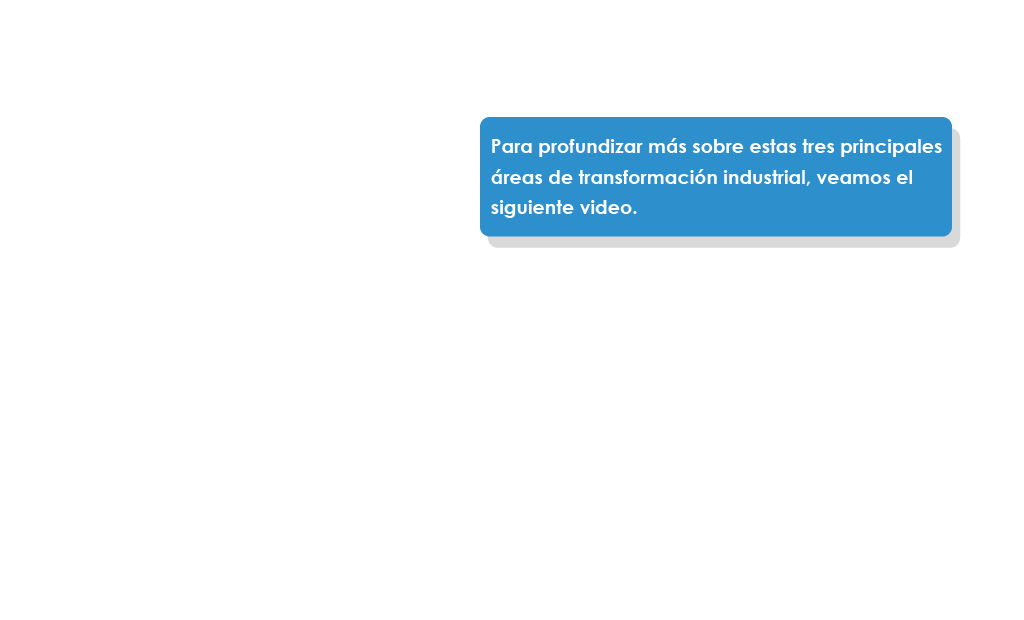 Para profundizar más sobre estas tres principales
áreas de transformación industrial, veamos el
siguiente video.